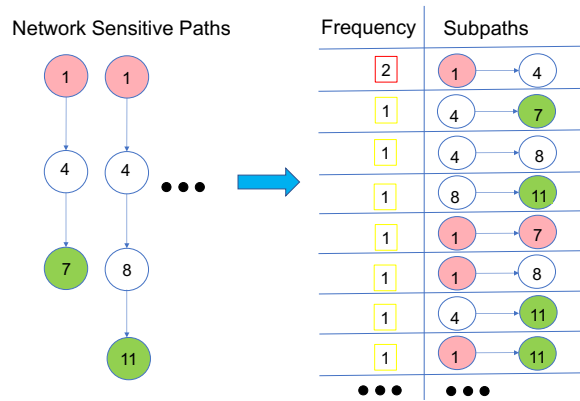 Network Sensitive Paths
1 1
4 4
7 8
11
Frequency Subpaths
2 1 4
1 4 7
1 4 8
1 8 11
1 1 7
1 1 8
1 4 11
1 1 11